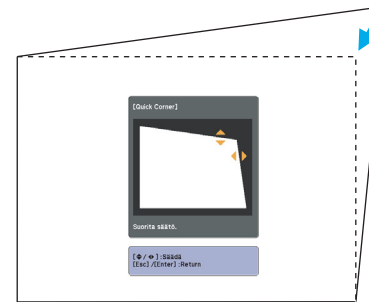 [Quick Corner]
Suorita säätö.
[ / ] :Säädä
[Esc] /[Enter] :Return